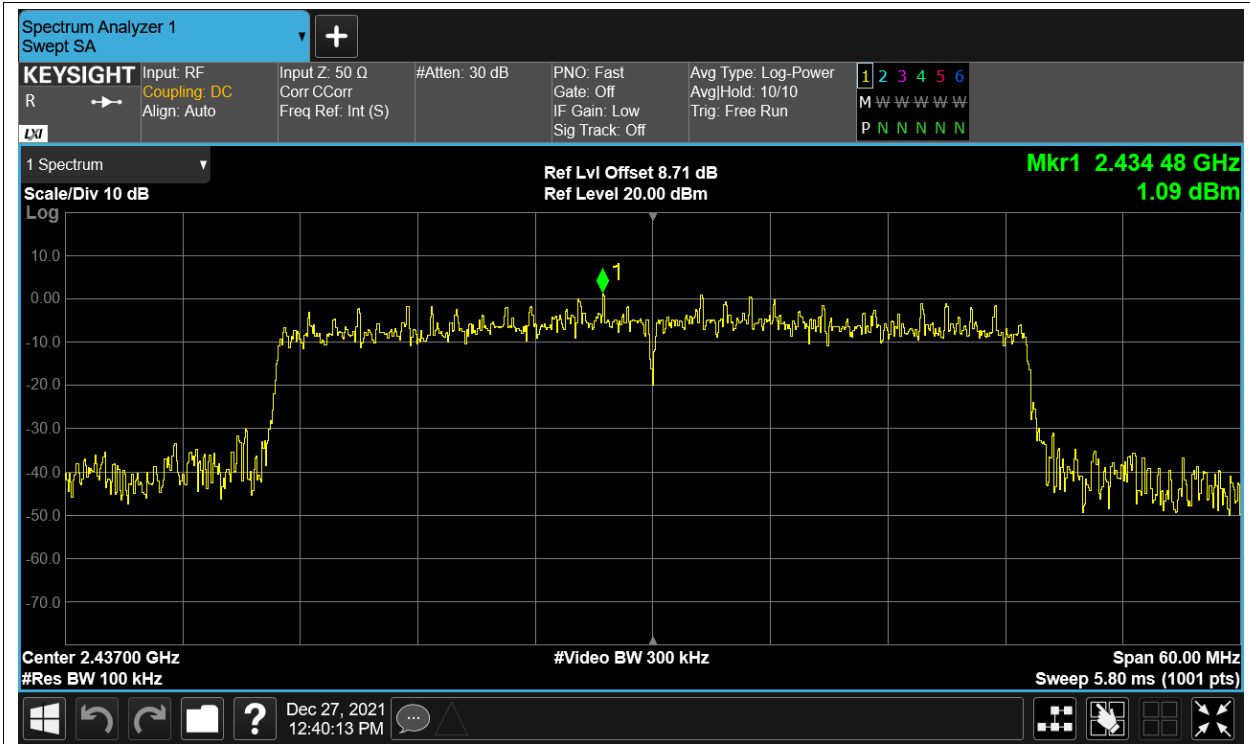 Spectrum Analyzer 1
Swept SA
KEYSIGHT
R
LXI
Input: RF
Coupling: DC
Align: Auto
Input Z: 50 Ω
Corr CCorr
Freq Ref: Int (S)
#Atten: 30 dB
PNO: Fast
Gate: Off
IF Gain: Low
Sig Track: Off
Avg Type: Log-Power
Avg|Hold: 10/10
Trig: Free Run
1 2 3 4 5 6
M W W W W W
P N N N N N
1 Spectrum
Scale/Div 10 dB
Log
Ref Lvl Offset 8.71 dB
Ref Level 20.00 dBm
Mkr1 2.434 48 GHz
1.09 dBm
1
10.0
0.00
-10.0
-20.0
-30.0
-40.0
-50.0
-60.0
-70.0
Center 2.43700 GHz
#Res BW 100 kHz
#Video BW 300 kHz
Span 60.00 MHz
Sweep 5.80 ms (1001 pts)
?
Dec 27, 2021
12:40:13 PM